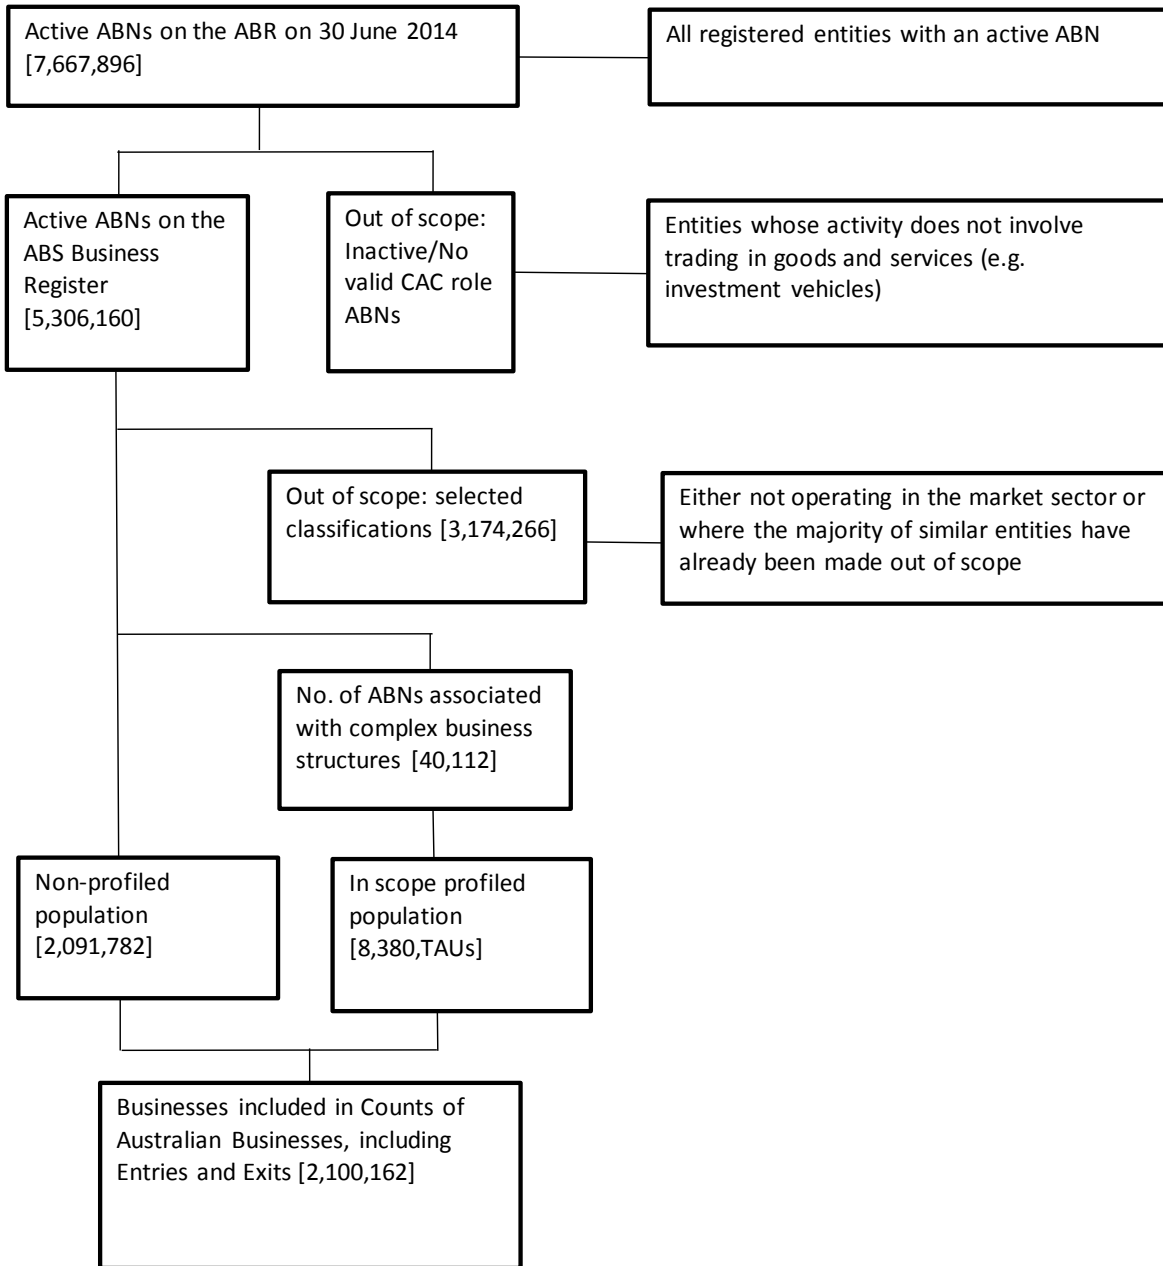 Active ABNs on the ABR on 30 June 2014
[7,667,896]
All registered entities with an active ABN
Active ABNs on the
ABS Business
Register
[5,306,160]
Out of scope:
Inactive/No
valid CAC role
ABNs
Entities whose activity does not involve
trading in goods and services (e.g.
investment vehicles)
Out of scope: selected
classifications [3,174,266]
Either not operating in the market sector or
where the majority of similar entities have
already been made out of scope
No. of ABNs associated
with complex business
structures [40,112]
Non-profiled
population
[2,091,782]
In scope profiled
population
[8,380,TAUs]
Businesses included in Counts of
Australian Businesses, including
Entries and Exits [2,100,162]